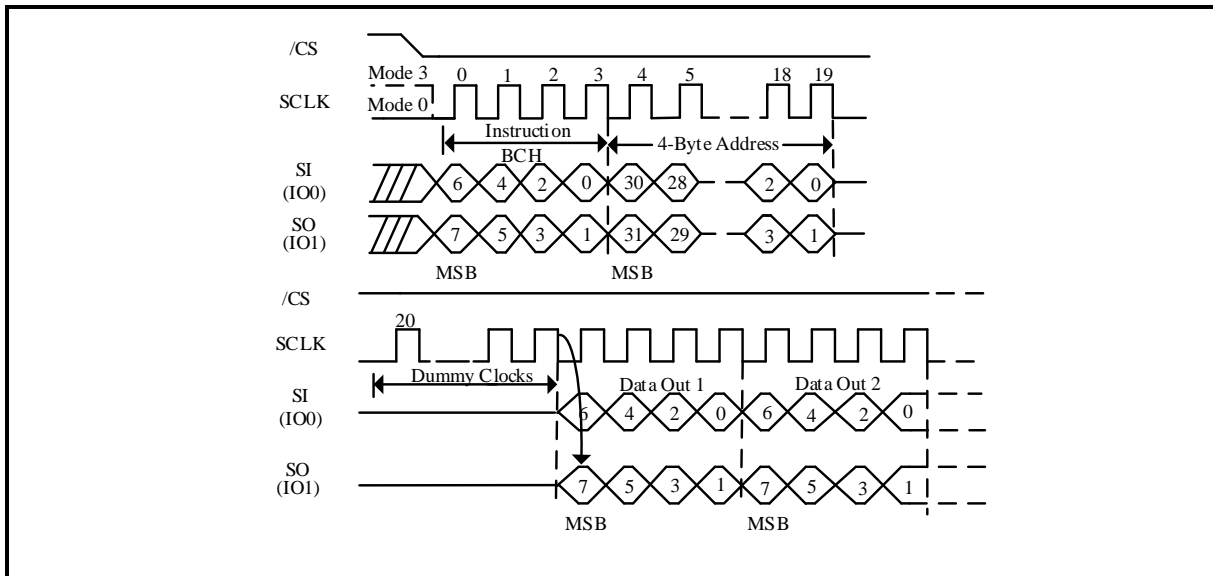 /CS
Mode 3 0 1 2 3 4 5 18 19
SCLK Mode 0
Instruction
BCH
4-Byte Address
SI
(IO0)
6 4 2 0 30 28 2 0
SO
(IO1)
7 5 3 1 31 29 3 1
MSB MSB
/CS
20
SCLK
Dummy Clocks Data Out 1 Data Out 2
SI
(IO0)
6 4 2 0 6 4 2 0
SO
(IO1)
7 5 3 1 7 5 3 1
MSB MSB